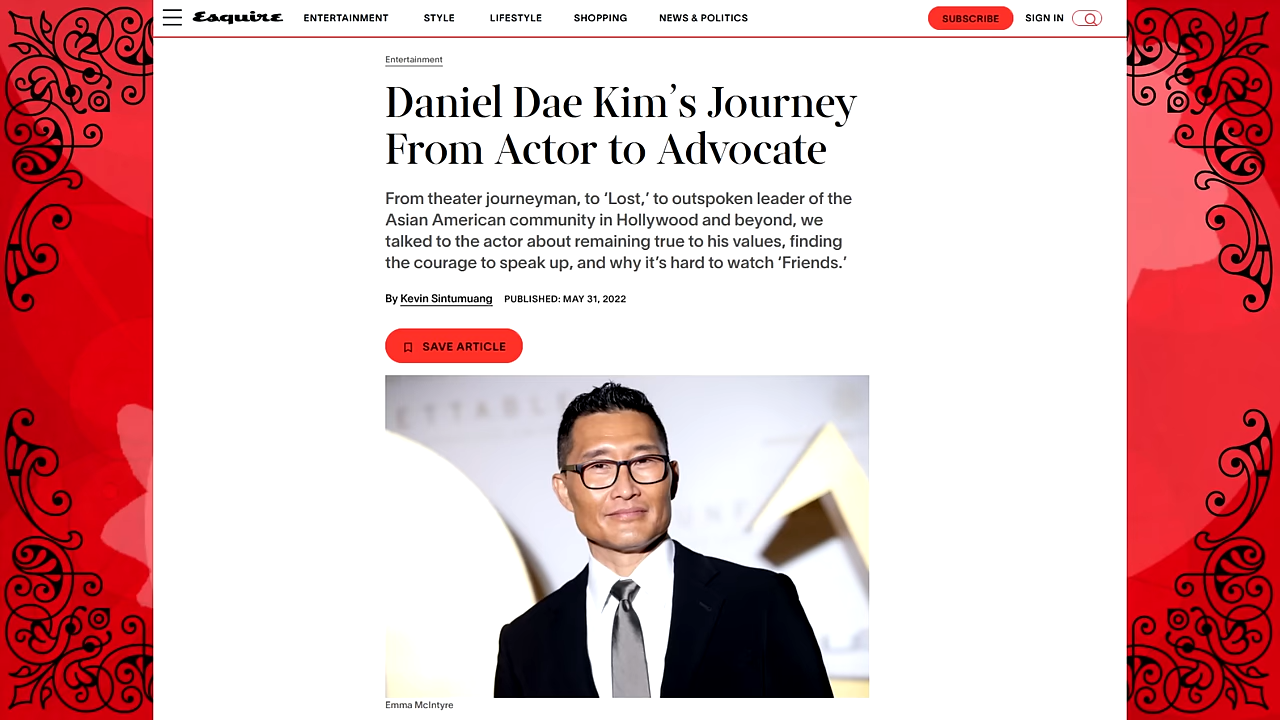 Esquire ENTERTAINMENT STYLE LIFESTYLE SHOPPING NEWS & POLITICS SUBSCRIBE SIGN IN
Entertainment
Daniel Dae Kim’s Journey
From Actor to Advocate
From theater journeyman, to ‘Lost,’ to outspoken leader of the
Asian American community in Hollywood and beyond, we
talked to the actor about remaining true to his values, finding
the courage to speak up, and why it’s hard to watch ‘Friends.’
By Kevin Sintumuang PUBLISHED: MAY 31, 2022
SAVE ARTICLE
Emma McIntyre